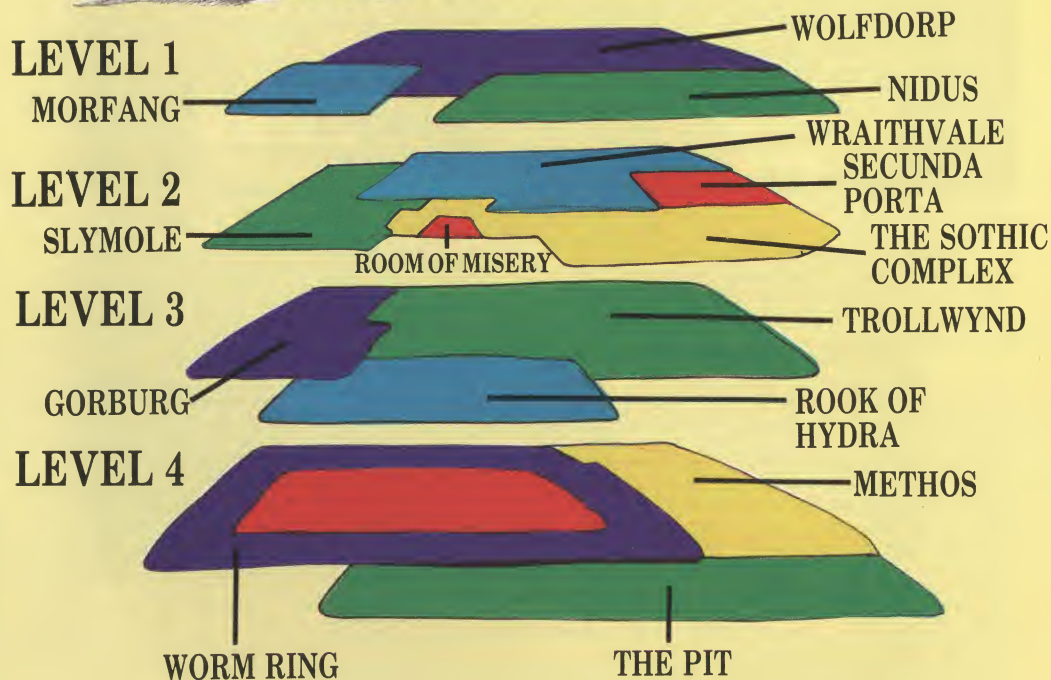 LEVEL 1
WOLFDORP
MORFANG
NIDUS
LEVEL 2
WRAITHVALE
SECUNDA
PORTA
SLYMOLE
ROOM OF MISERY
THE SOTHIC
COMPLEX
LEVEL 3
TROLLWYND
GORBURG
ROOK OF
HYDRA
LEVEL 4
METHOS
WORM RING
THE PIT